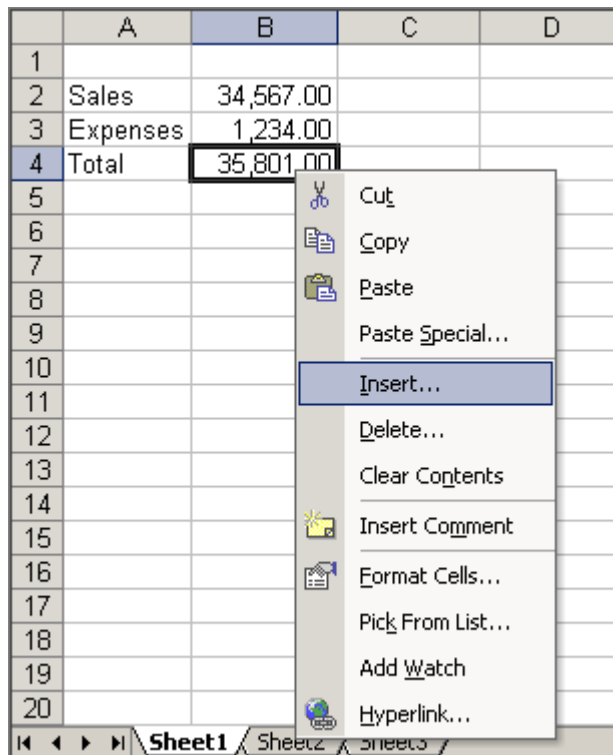 A B C D
1
2 Sales 34,567.00
3 Expenses 1,234.00
4 Total 35,801.00
5
6
7
8
9
10
11
12
13
14
15
16
17
18
19
20
Cut
Copy
Paste
Paste Special...
Insert...
Delete...
Clear Contents
Insert Comment
Format Cells...
Pick From List...
Add Watch
Hyperlink...
Sheet1 Sheet2 Sheet3